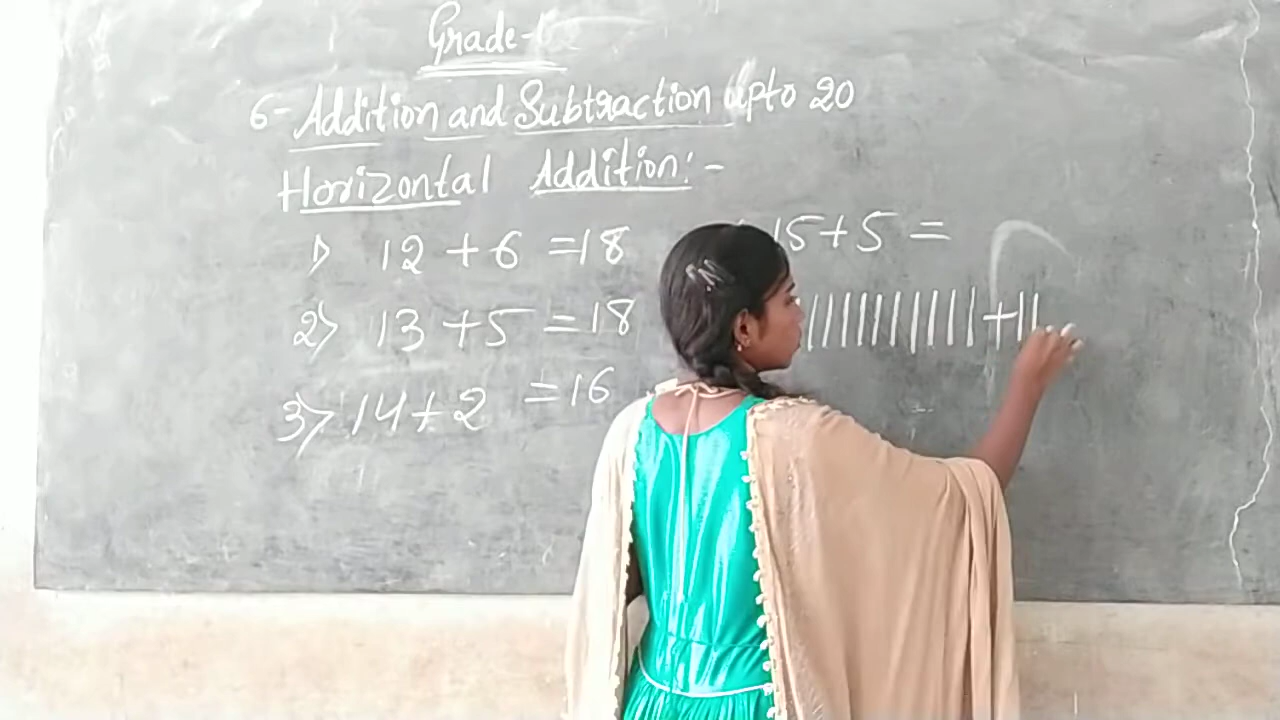 Grade-1
6- Addition and Subtraction Upto 20
Horizontal Addition:-
1) 12 + 6 =18
2) 13 +5 =18
3) 14+2 =16
15+5 =
||||||||||+||